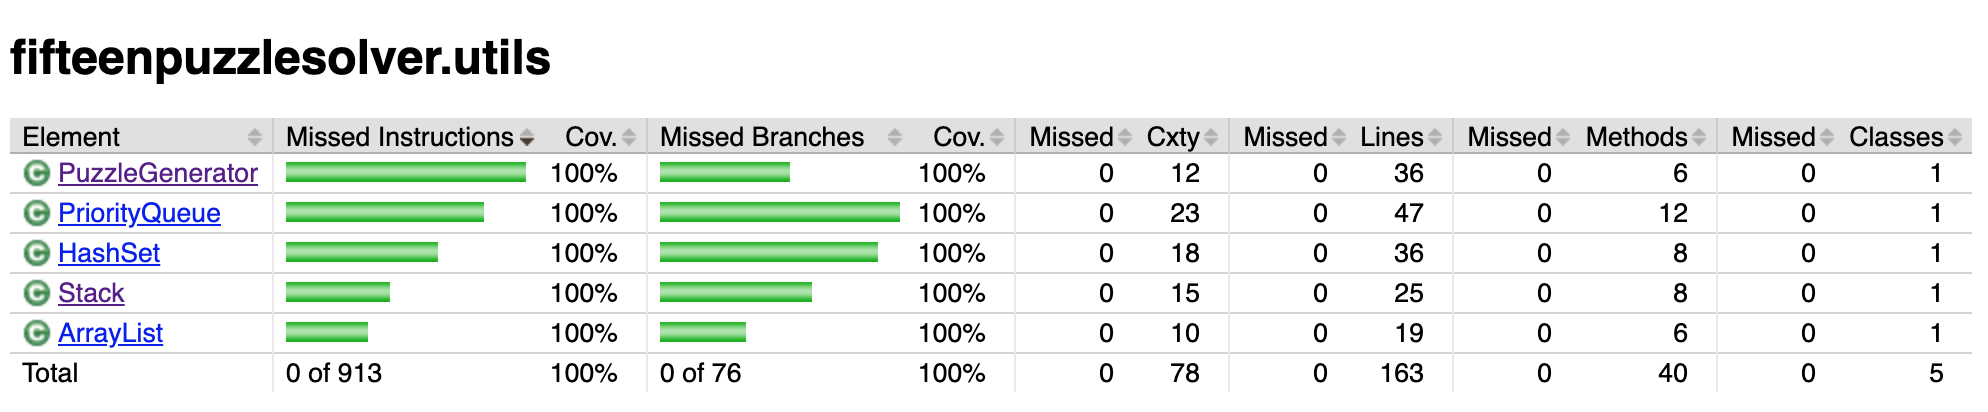 fifteenpuzzlesolver.utils
Element Missed Instructions Cov. Missed Branches Cov. Missed Cxty Missed Lines Missed Methods Missed Classes
C PuzzleGenerator 100% 100% 0 12 0 36 0 6 0 1
C PriorityQueue 100% 100% 0 23 0 47 0 12 0 1
C HashSet 100% 100% 0 18 0 36 0 8 0 1
C Stack 100% 100% 0 15 0 25 0 8 0 1
C ArrayList 100% 100% 0 10 0 19 0 6 0 1
Total 0 of 913 100% 0 of 76 100% 0 78 0 163 0 40 0 5